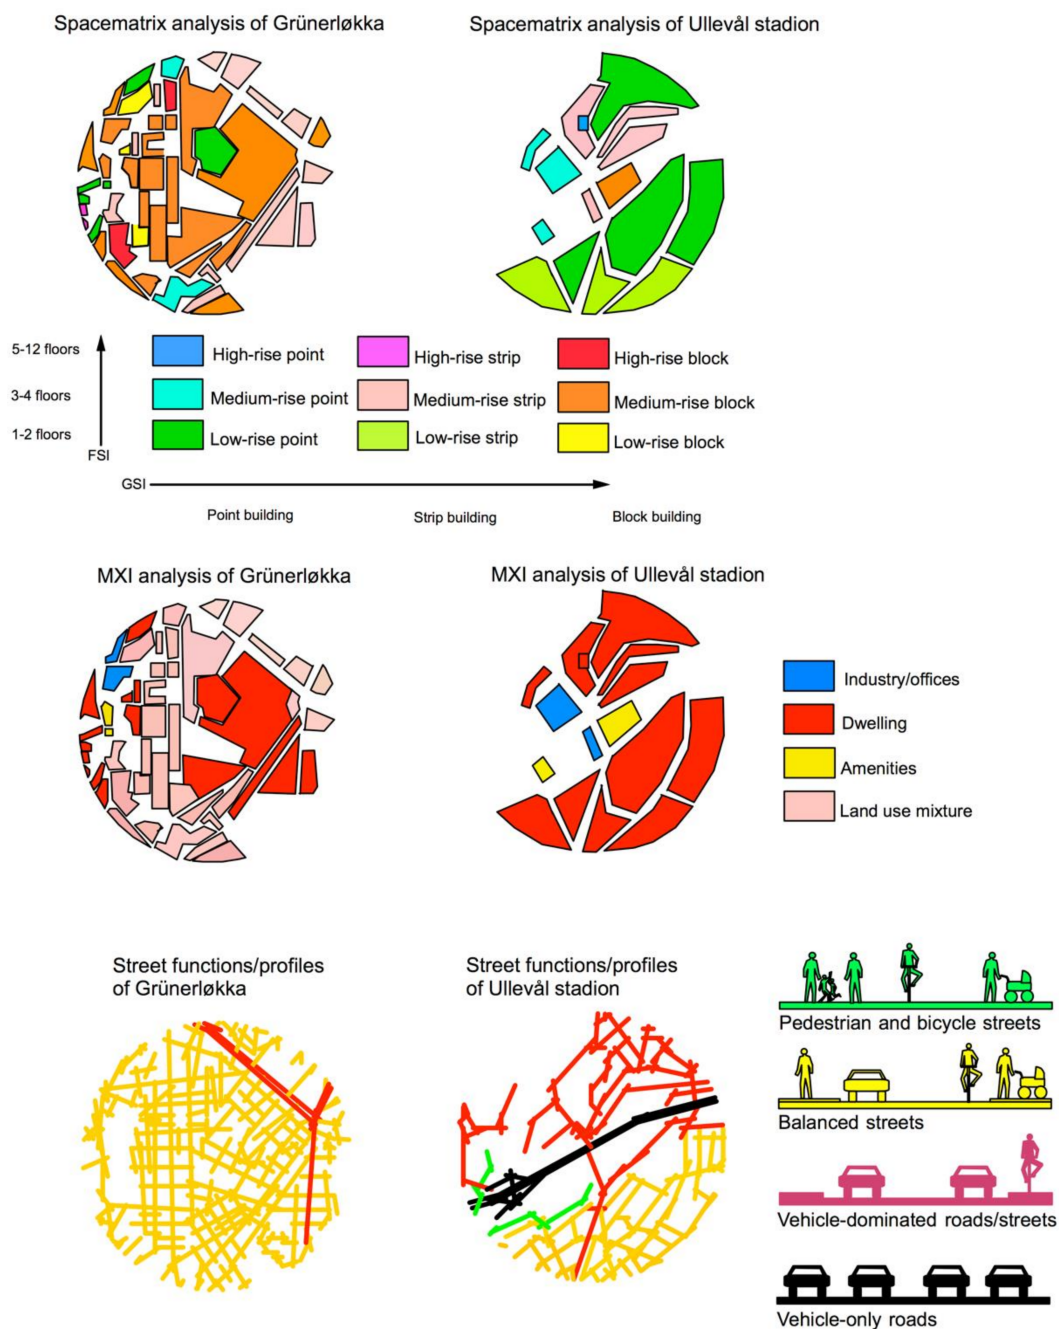 Spacematrix analysis of Grünerløkka
Spacematrix analysis of Ullevål stadion
5-12 floors
High-rise point
High-rise strip
High-rise block
3-4 floors
Medium-rise point
Medium-rise strip
Medium-rise block
1-2 floors
Low-rise point
Low-rise strip
Low-rise block
FSI
GSI
Point building
Strip building
Block building
MXI analysis of Grünerløkka
MXI analysis of Ullevål stadion
Industry/offices
Dwelling
Amenities
Land use mixture
Street functions/profiles
of Grünerløkka
Street functions/profiles
of Ullevål stadion
Pedestrian and bicycle streets
Balanced streets
Vehicle-dominated roads/streets
Vehicle-only roads